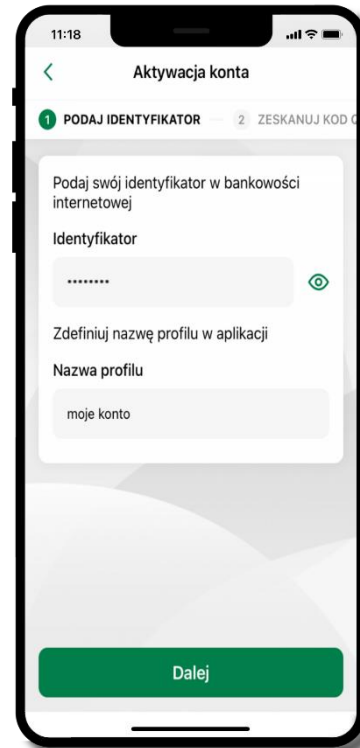 11:18
Aktywacja konta
1 PODAJ IDENTYFIKATOR 2 ZESKANUJ KOD
Podaj swój identyfikator w bankowości
internetowej
Identyfikator
••••••••
Zdefiniuj nazwę profilu w aplikacji
Nazwa profilu
moje konto
Dalej